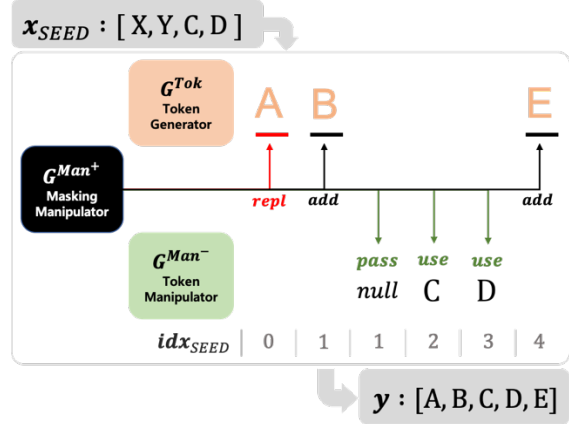 x_SEED : [ X, Y, C, D ]
G^Tok
Token
Generator
A B E
G^Man+
Masking
Manipulator
repl add add
G^Man-
Token
Manipulator
pass use use
null C D
idx_SEED 0 1 1 2 3 4
y : [A, B, C, D, E]